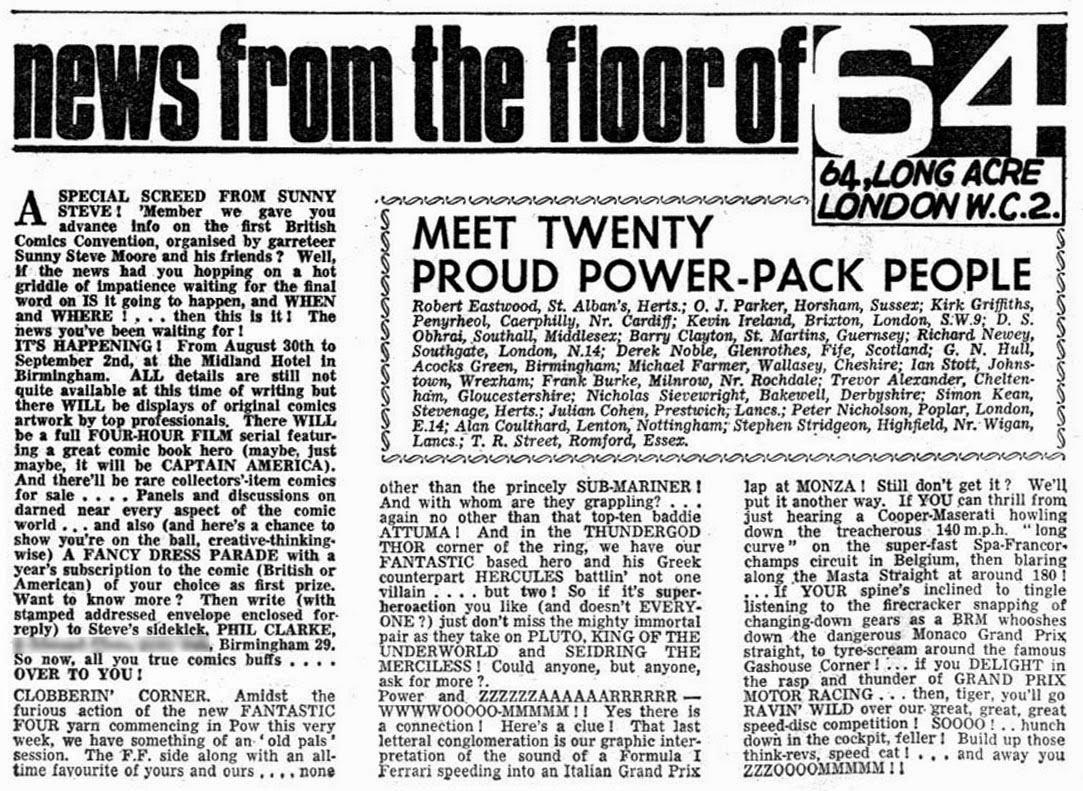 news from the floor of 64
64, LONG ACRE
LONDON W.C.2.
A SPECIAL SCREED FROM SUNNY
STEVE! 'Member we gave you
advance info on the first British
Comics Convention, organised by garreteer
Sunny Steve Moore and his friends? Well,
if the news had you hopping on a hot
griddle of impatience waiting for the final
word on IS it going to happen, and WHEN
and WHERE! . . . then this is it! The
news you've been waiting for!
IT'S HAPPENING! From August 30th to
September 2nd, at the Midland Hotel in
Birmingham. ALL details are still not
quite available at this time of writing but
there WILL be displays of original comics
artwork by top professionals. There WILL
be a full FOUR-HOUR FILM serial featur-
ing a great comic book hero (maybe, just
maybe, it will be CAPTAIN AMERICA).
And there'll be rare collectors'-item comics
for sale . . . . Panels and discussions on
darned near every aspect of the comic
world . . . and also (and here's a chance to
show you're on the ball, creative-thinking-
wise) A FANCY DRESS PARADE with a
year's subscription to the comic (British or
American) of your choice as first prize.
Want to know more? Then write (with
stamped addressed envelope enclosed for
reply) to Steve's sidekick, PHIL CLARKE,
, Birmingham 29.
So now, all you true comics buffs . . . .
OVER TO YOU!
CLOBBERIN' CORNER. Amidst the
furious action of the new FANTASTIC
FOUR yarn commencing in Pow this very
week, we have something of an 'old pals'
session. The F.F. side along with an all-
time favourite of yours and ours . . . . none
MEET TWENTY
PROUD POWER-PACK PEOPLE
Robert Eastwood, St. Alban's, Herts.; O. J. Parker, Horsham, Sussex; Kirk Griffiths,
Penyrheol, Caerphilly, Nr. Cardiff; Kevin Ireland, Brixton, London, S.W.9; D. S.
Obhrai, Southall, Middlesex; Barry Clayton, St. Martins, Guernsey; Richard Newey,
Southgate, London, N.14; Derek Noble, Glenrothes, Fife, Scotland; G. N. Hull,
Acocks Green, Birmingham; Michael Farmer, Wallasey, Cheshire; Ian Stott, Johns-
town, Wrexham; Frank Burke, Milnrow, Nr. Rochdale; Trevor Alexander, Chelten-
ham, Gloucestershire; Nicholas Sievewright, Bakewell, Derbyshire; Simon Kean,
Stevenage, Herts.; Julian Cohen, Prestwich, Lancs.; Peter Nicholson, Poplar, London,
E.14; Alan Coulthard, Lenton, Nottingham; Stephen Stridgeon, Highfield, Nr. Wigan,
Lancs.; T. R. Street, Romford, Essex.
other than the princely SUB-MARINER!
And with whom are they grappling? . . .
again no other than that top-ten baddie
ATTUMA! And in the THUNDERGOD
THOR corner of the ring, we have our
FANTASTIC based hero and his Greek
counterpart HERCULES battlin' not one
villain . . . . but two! So if it's super-
heroaction you like (and doesn't EVERY-
ONE?) just don't miss the mighty immortal
pair as they take on PLUTO, KING OF THE
UNDERWORLD and SEIDRING THE
MERCILESS! Could anyone, but anyone,
ask for more?.
Power and ZZZZZZAAAAAARRRRRR —
WWWWOOOOO-MMMMM!! Yes there is
a connection! Here's a clue! That last
letteral conglomeration is our graphic inter-
pretation of the sound of a Formula I
Ferrari speeding into an Italian Grand Prix
lap at MONZA! Still don't get it? We'll
put it another way. If YOU can thrill from
just hearing a Cooper-Maserati howling
down the treacherous 140 m.p.h. "long
curve" on the super-fast Spa-Francor-
champs circuit in Belgium, then blaring
along the Masta Straight at around 180!
. . . If YOUR spine's inclined to tingle
listening to the firecracker snapping of
changing-down gears as a BRM whooshes
down the dangerous Monaco Grand Prix
straight, to tyre-scream around the famous
Gashouse Corner! . . . if you DELIGHT in
the rasp and thunder of GRAND PRIX
MOTOR RACING . . . then, tiger, you'll go
RAVIN' WILD over our great, great, great
speed-disc competition! SOOOO! . . hunch
down in the cockpit, feller! Build up those
think-revs, speed cat! . . . and away you
ZZZOOOOMMMMM!!